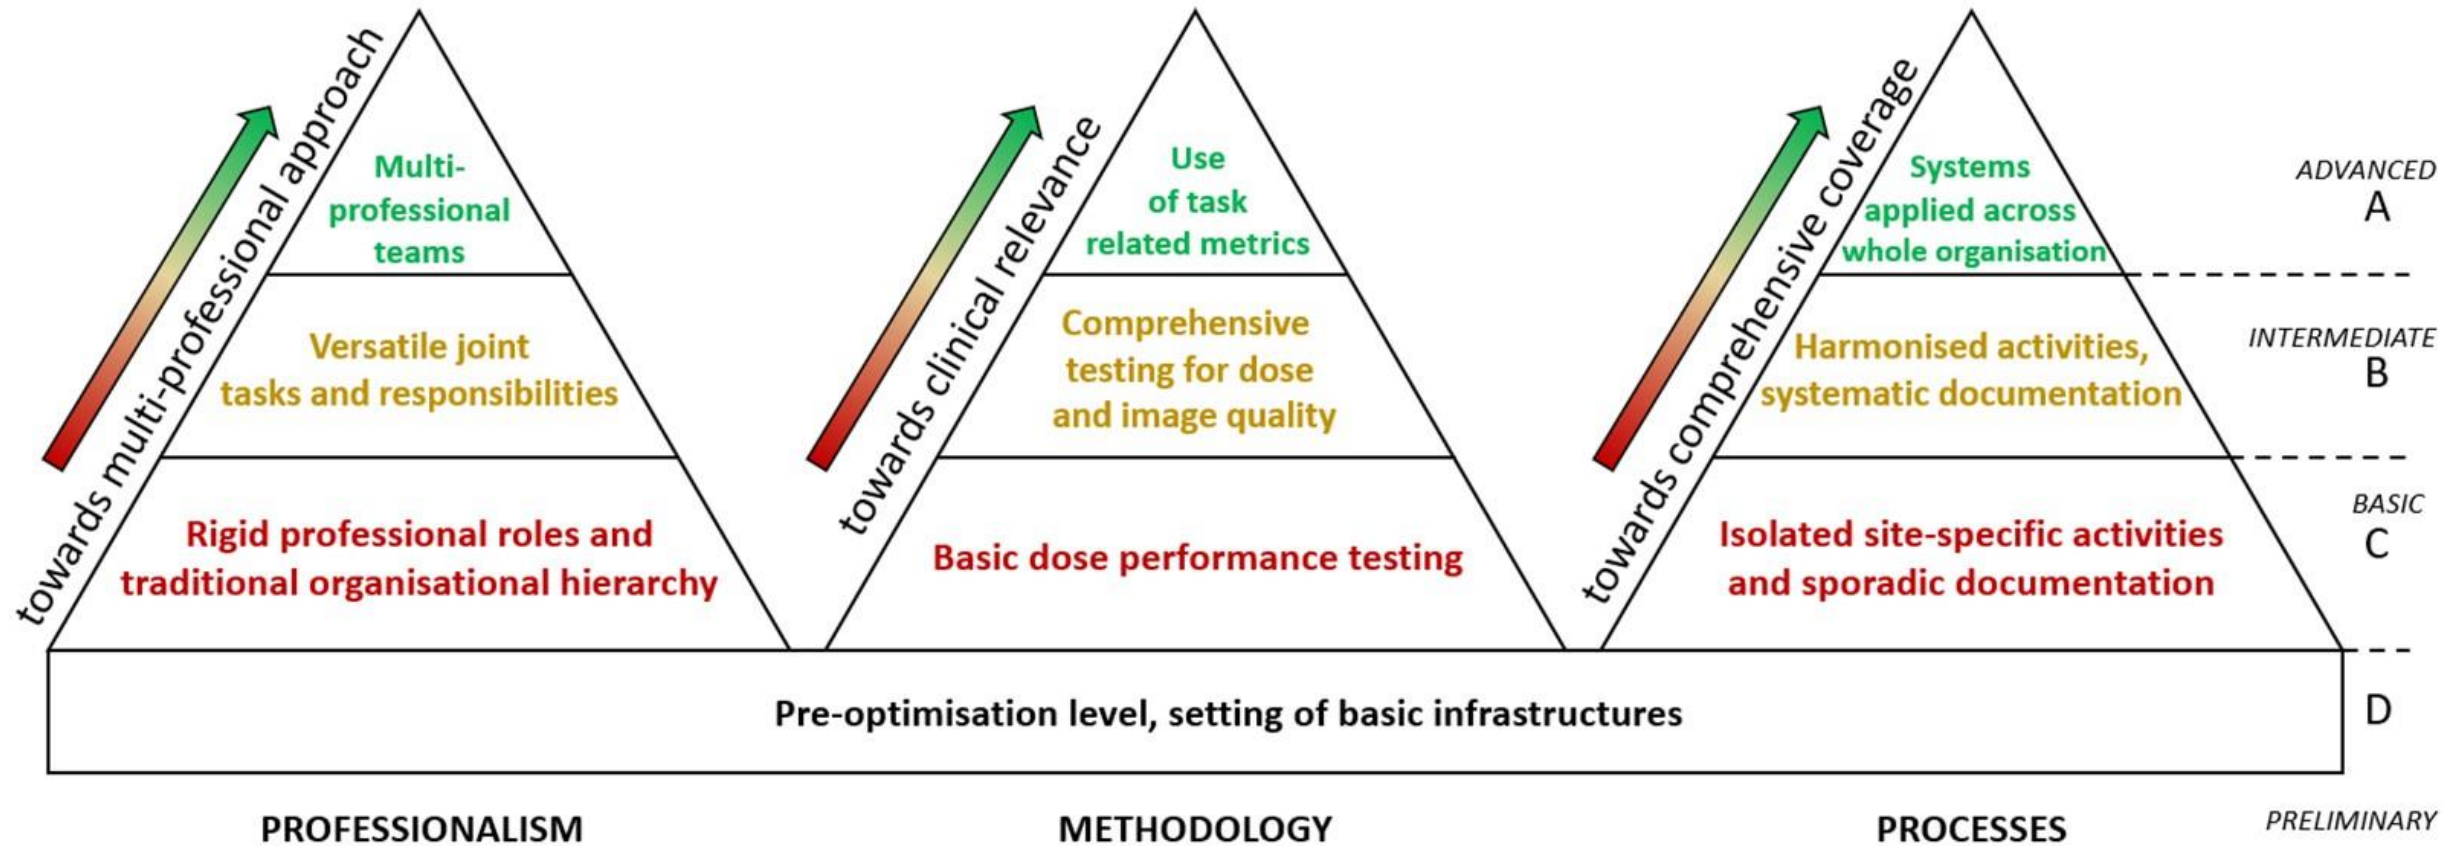 towards multi-professional approach
Multi-
professional
teams
Versatile joint
tasks and responsibilities
Rigid professional roles and
traditional organisational hierarchy
towards clinical relevance
Use
of task
related metrics
Comprehensive
testing for dose
and image quality
Basic dose performance testing
towards comprehensive coverage
Systems
applied across
whole organisation
Harmonised activities,
systematic documentation
Isolated site-specific activities
and sporadic documentation
ADVANCED
A
INTERMEDIATE
B
BASIC
C
Pre-optimisation level, setting of basic infrastructures
D
PROFESSIONALISM
METHODOLOGY
PROCESSES
PRELIMINARY